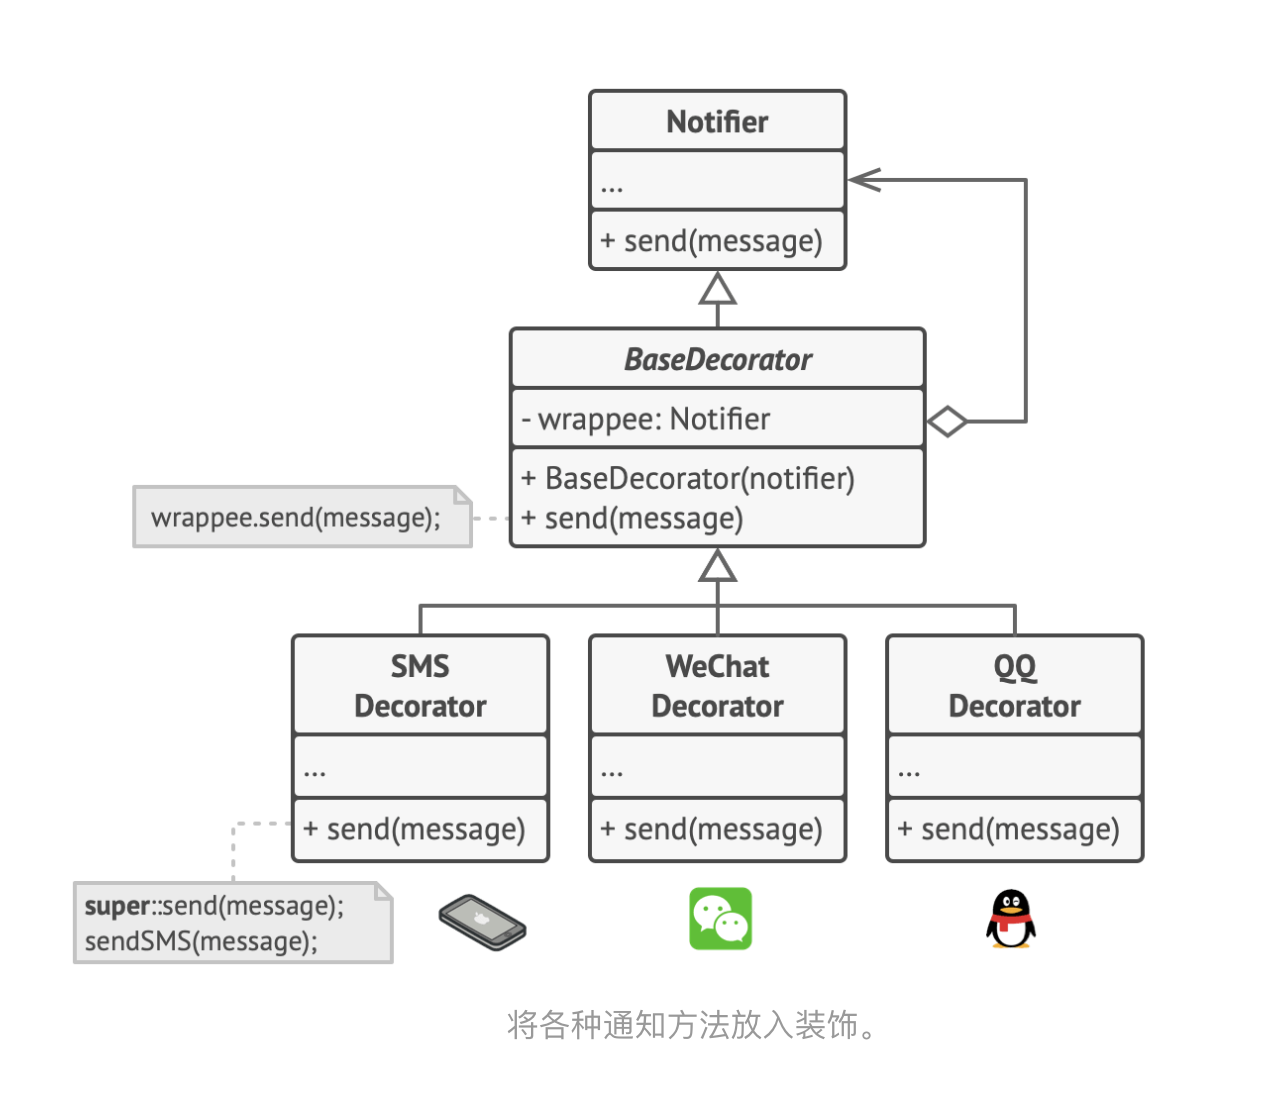 Notifier
...
+ send(message)
BaseDecorator
- wrappee: Notifier
+ BaseDecorator(notifier)
+ send(message)
wrappee.send(message);
SMS
Decorator
...
+ send(message)
WeChat
Decorator
...
+ send(message)
QQ
Decorator
...
+ send(message)
super::send(message);
sendSMS(message);
将各种通知方法放入装饰。